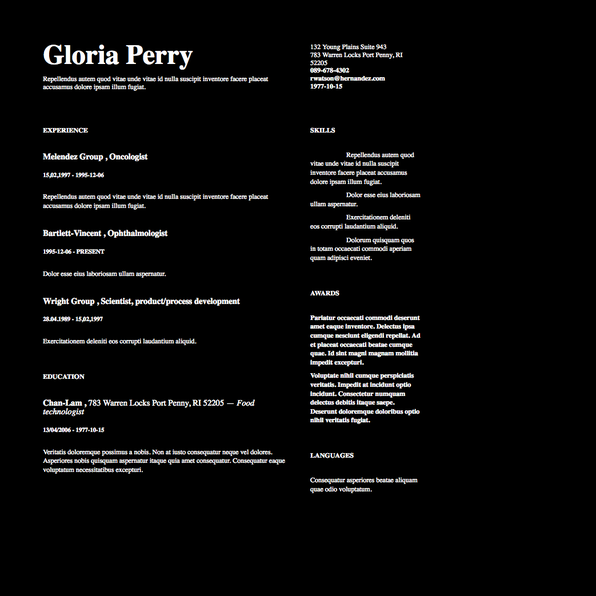 Gloria Perry
Repellendus autem quod vitae unde vitae id nulla suscipit inventore facere placeat
accusamus dolore ipsam illum fugiat.
132 Young Plains Suite 943
783 Warren Locks Port Penny, RI
52205
089-678-4302
rwatson@hernandez.com
1977-10-15
EXPERIENCE
Melendez Group , Oncologist
15,02,1997 - 1995-12-06
Repellendus autem quod vitae unde vitae id nulla suscipit inventore facere placeat
accusamus dolore ipsam illum fugiat.
Bartlett-Vincent , Ophthalmologist
1995-12-06 - PRESENT
Dolor esse eius laboriosam ullam aspernatur.
Wright Group , Scientist, product/process development
28.04.1989 - 15,02,1997
Exercitationem deleniti eos corrupti laudantium aliquid.
EDUCATION
Chan-Lam , 783 Warren Locks Port Penny, RI 52205 — Food
technologist
13/04/2006 - 1977-10-15
Veritatis doloremque possimus a nobis. Non at iusto consequatur neque vel dolores.
Asperiores nobis quisquam aspernatur itaque quia amet consequatur. Consequatur eaque
voluptatum necessitatibus excepturi.
SKILLS
Repellendus autem quod
vitae unde vitae id nulla suscipit
inventore facere placeat accusamus
dolore ipsam illum fugiat.
Dolor esse eius laboriosam
ullam aspernatur.
Exercitationem deleniti
eos corrupti laudantium aliquid.
Dolorum quisquam quos
in totam occaecati commodi aperiam
quam adipisci eveniet.
AWARDS
Pariatur occaecati commodi deserunt
amet eaque inventore. Delectus ipsa
cumque nesciunt eligendi repellat. Ad
et placeat occaecati beatae cumque
quae. Id sint magni magnam mollitia
impedit excepturi.
Voluptate nihil cumque perspiciatis
veritatis. Impedit at incidunt optio
incidunt. Consectetur numquam
delectus debitis itaque saepe.
Deserunt doloremque doloribus optio
nihil veritatis fugiat.
LANGUAGES
Consequatur asperiores beatae aliquam
quae odio voluptatum.